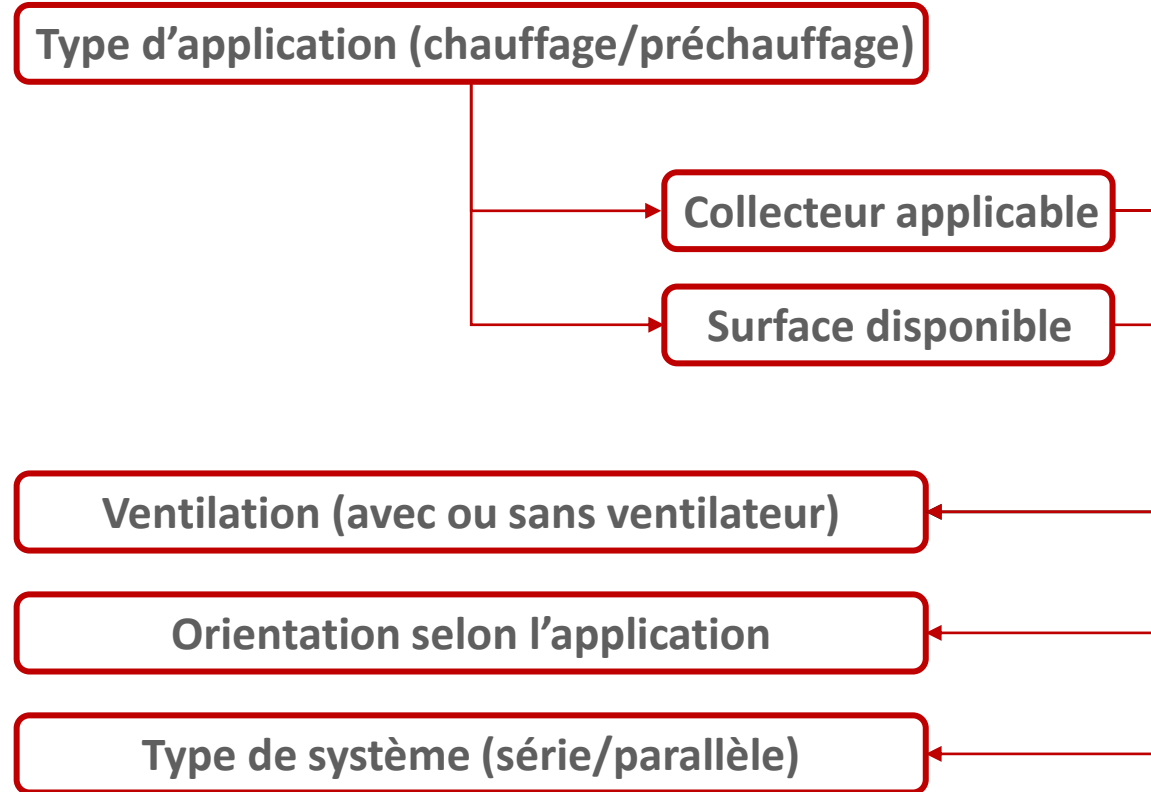 Type d’application (chauffage/préchauffage)
Collecteur applicable
Surface disponible
Ventilation (avec ou sans ventilateur)
Orientation selon l’application
Type de système (série/parallèle)